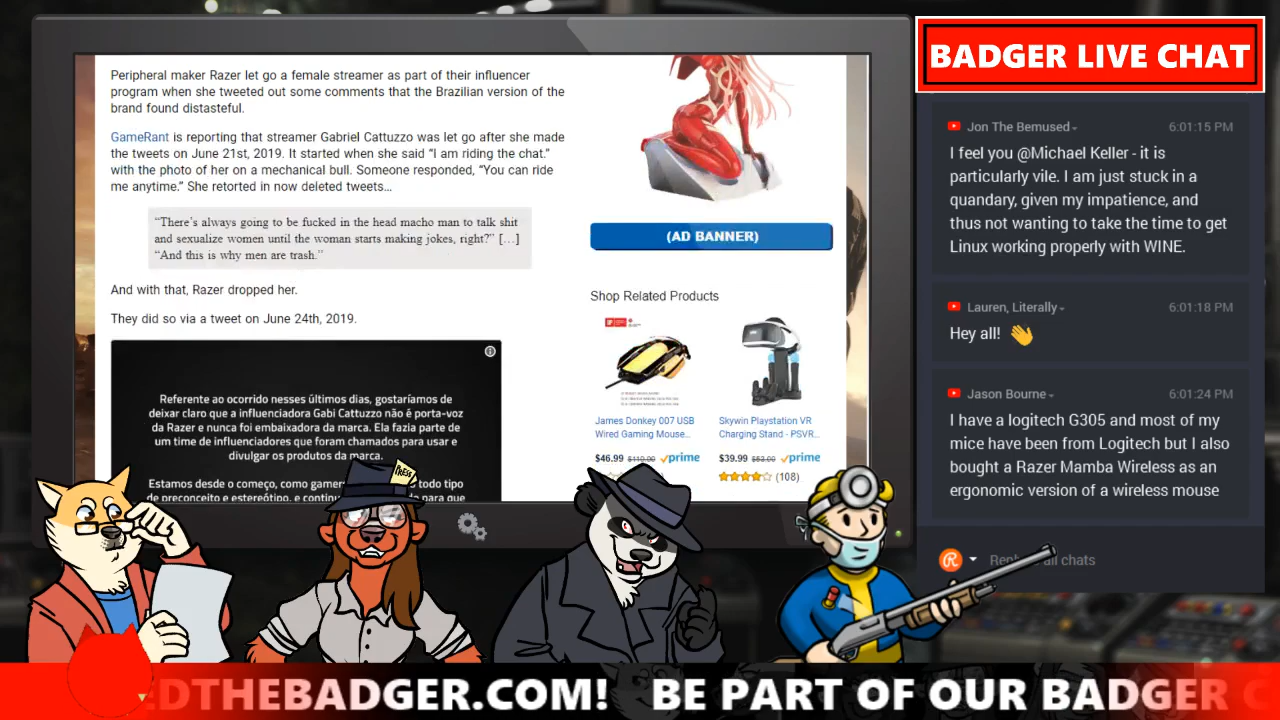 Peripheral maker Razer let go a female streamer as part of their influencer
program when she tweeted out some comments that the Brazilian version of the
brand found distasteful.
GameRant is reporting that streamer Gabriel Cattuzzo was let go after she made
the tweets on June 21st, 2019. It started when she said “I am riding the chat.”
with the photo of her on a mechanical bull. Someone responded, “You can ride
me anytime.” She retorted in now deleted tweets…
“There’s always going to be fucked in the head macho man to talk shit
and sexualize women until the woman starts making jokes, right?” […]
“And this is why men are trash.”
And with that, Razer dropped her.
They did so via a tweet on June 24th, 2019.
Referente ao ocorrido nesses últimos dias, gostaríamos de
deixar claro que a influenciadora Gabi Cattuzzo não é porta-voz
da Razer e nunca foi embaixadora da marca. Ela fazia parte de
um time de influenciadores que foram chamados para usar e
divulgar os produtos da marca.
Estamos desde o começo, como gamers todo tipo
de preconceito e estereótipo, e para que
PRESS
(AD BANNER)
Shop Related Products
James Donkey 007 USB
Wired Gaming Mouse...
$46.99 $110.00 prime
Skywin Playstation VR
Charging Stand - PSVR...
$39.99 $53.00 prime
(108)
BADGER LIVE CHAT
Jon The Bemused 6:01:15 PM
I feel you @Michael Keller - it is
particularly vile. I am just stuck in a
quandary, given my impatience, and
thus not wanting to take the time to get
Linux working properly with WINE.
Lauren, Literally 6:01:18 PM
Hey all! 👋
Jason Bourne 6:01:24 PM
I have a logitech G305 and most of my
mice have been from Logitech but I also
bought a Razer Mamba Wireless as an
ergonomic version of a wireless mouse
all chats
EDTHEBADGER.COM! BE PART OF OUR BADGER C